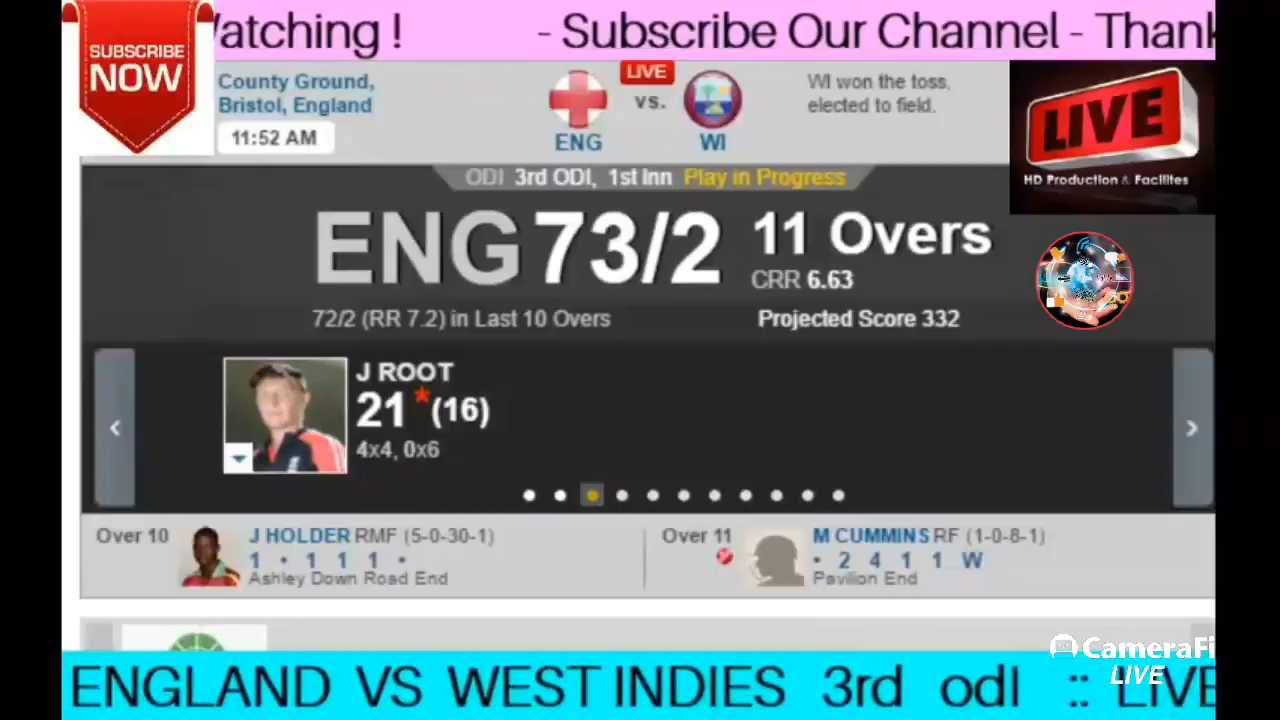 Watching ! - Subscribe Our Channel - Thank
SUBSCRIBE
NOW
County Ground,
Bristol, England
11:52 AM
LIVE
vs.
ENG
WI
WI won the toss,
elected to field.
LIVE
HD Production & Facilites
ODI 3rd ODI, 1st Inn Play in Progress
ENG 73/2 11 Overs
CRR 6.63
72/2 (RR 7.2) in Last 10 Overs
Projected Score 332
J ROOT
21*(16)
4x4, 0x6
Over 10
J HOLDER RMF (5-0-30-1)
1 • 1 1 1 •
Ashley Down Road End
Over 11
M CUMMINS RF (1-0-8-1)
• 2 4 1 1 W
Pavilion End
CameraFi
LIVE
ENGLAND VS WEST INDIES 3rd odI :: LIVE